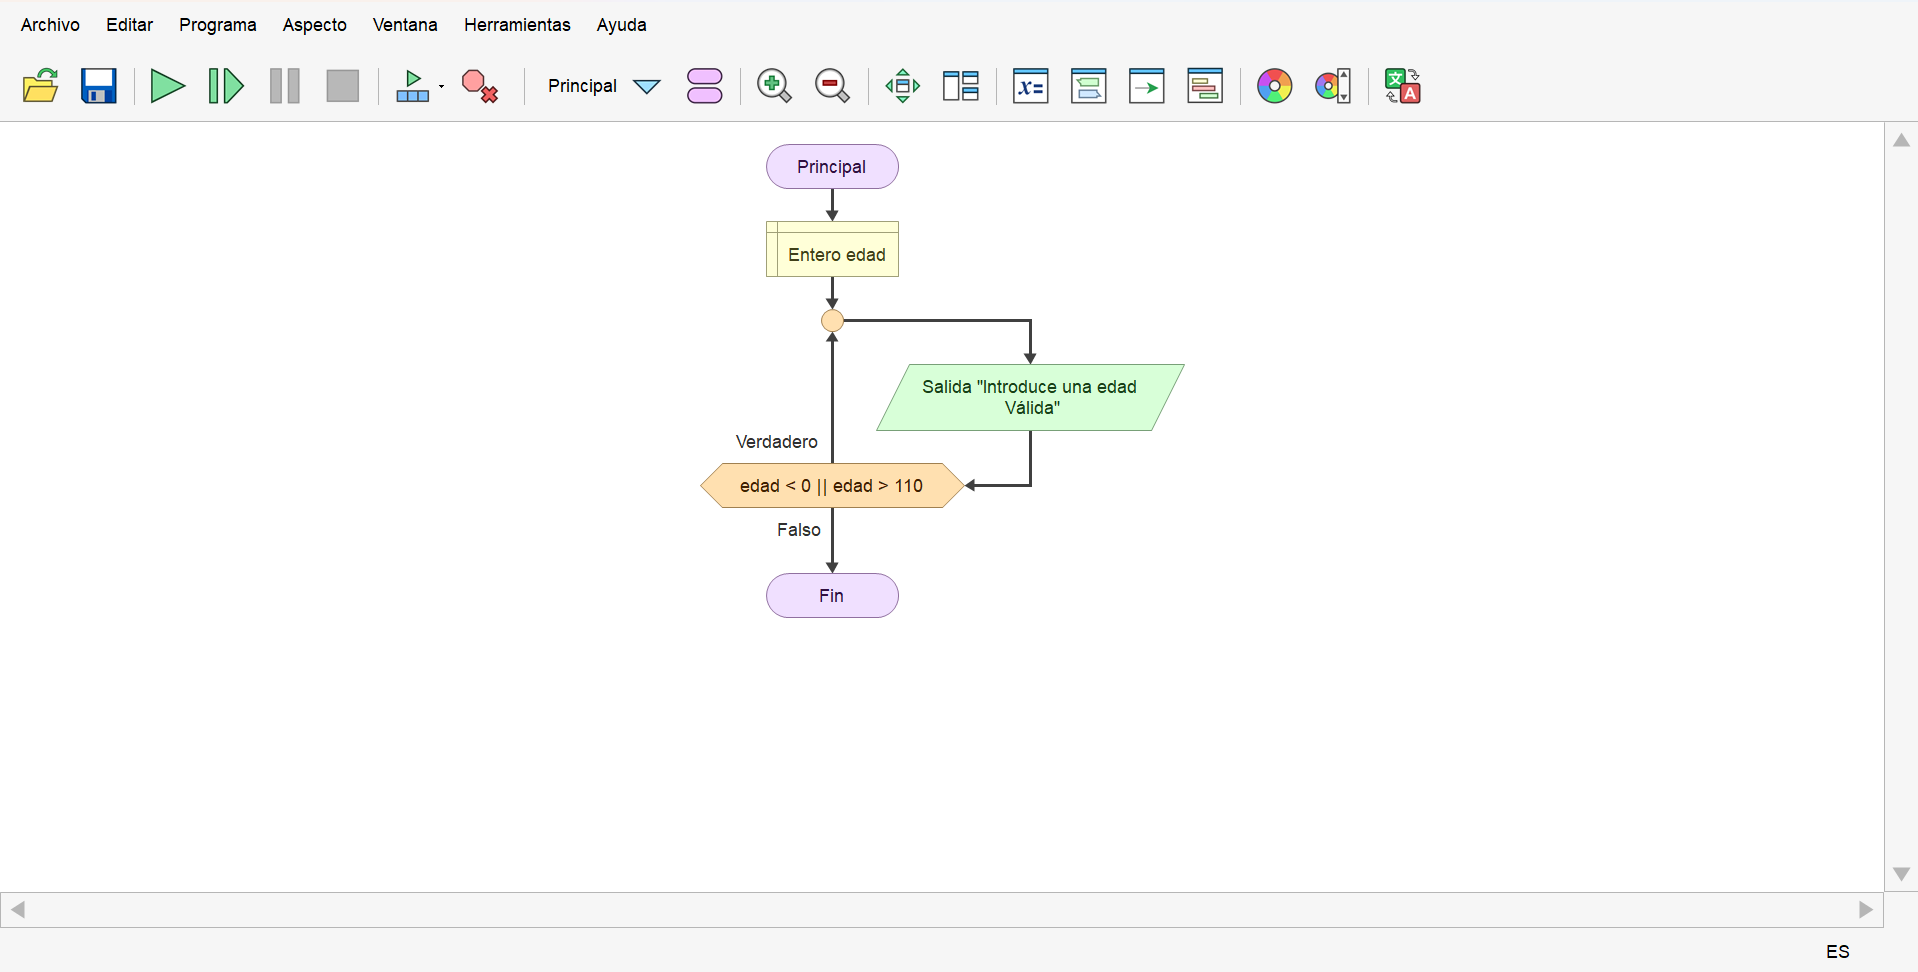 Archivo Editar Programa Aspecto Ventana Herramientas Ayuda
Principal
x=
文
A
Principal
Entero edad
Salida "Introduce una edad
Válida"
Verdadero
edad < 0 || edad > 110
Falso
Fin
ES